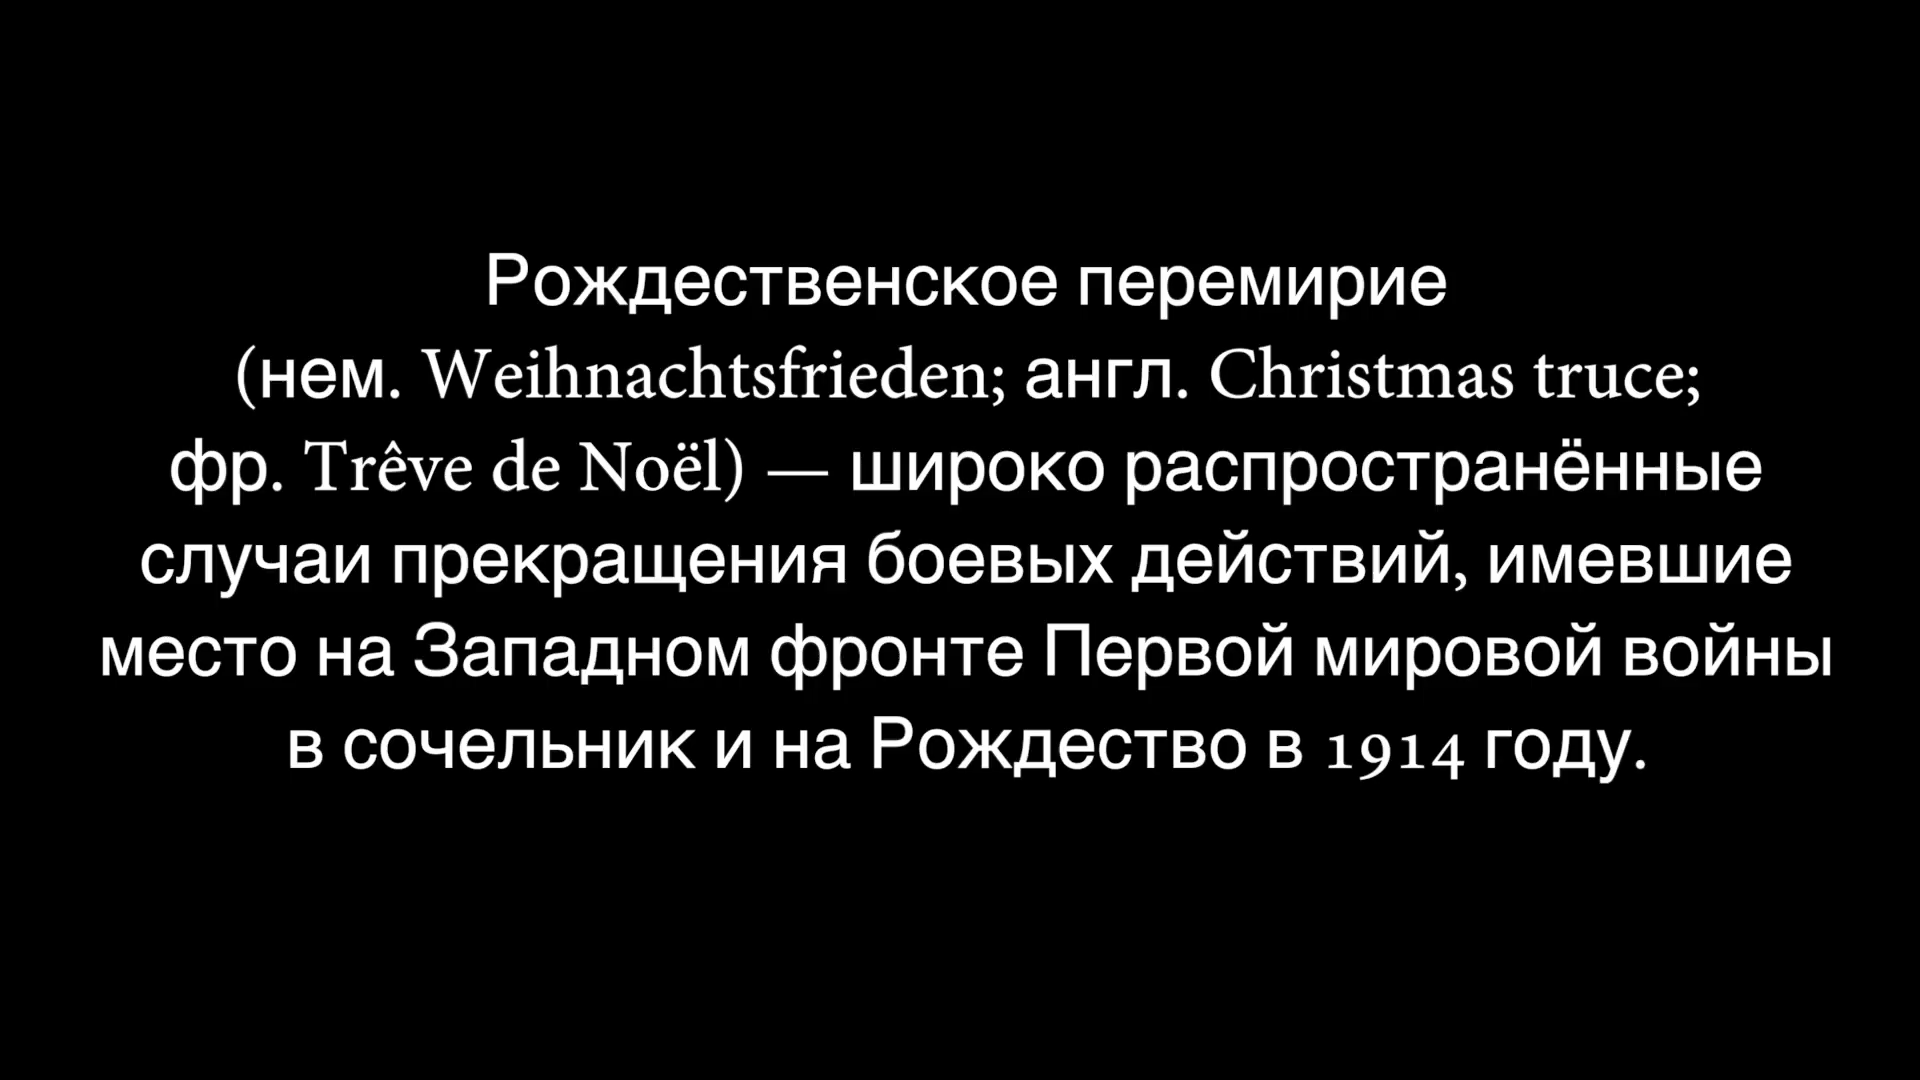 Рождественское перемирие
(нем. Weihnachtsfrieden; англ. Christmas truce;
фр. Trêve de Noël) — широко распространённые
случаи прекращения боевых действий, имевшие
место на Западном фронте Первой мировой войны
в сочельник и на Рождество в 1914 году.